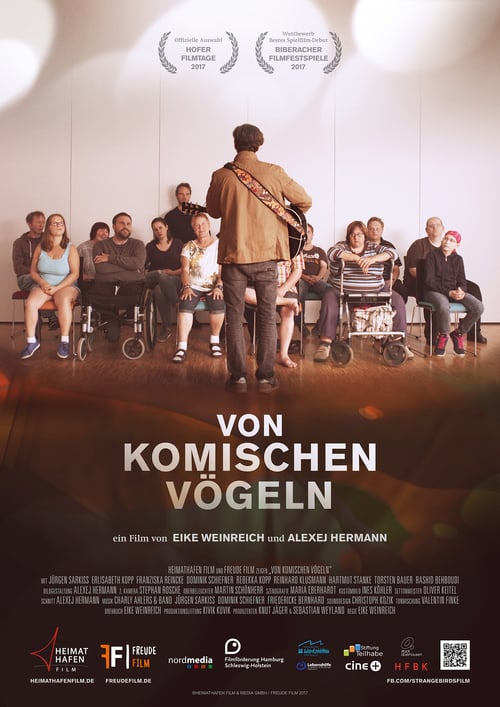 Offizielle Auswahl
HOFER
FILMTAGE
2017
Wettbewerb
Bestes Spielfilm-Debut
BIBERACHER
FILMFESTSPIELE
2017
VON
KOMISCHEN
VÖGELN
ein Film von EIKE WEINREICH und ALEXEJ HERMANN
HEIMATHAFEN FILM und FREUDE FILM ZEIGEN „VON KOMISCHEN VÖGELN”
MIT JÜRGEN SARKISS ERLISABETH KOPP FRANZISKA REINCKE DOMINIK SCHIEFNER REBEKKA KOPP REINHARD KLUSMANN HARTMUT STANKE TORSTEN BAUER RASHID BEHBOUDI
BILDGESTALTUNG ALEXEJ HERMANN 2. KAMERA STEPHAN ROSCHE OBERBELEUCHTER MARTIN SCHÖNHERR SZENOGRAFIE MARIA EBERHARDT KOSTÜMBILD INES KÖHLER SETTONMEISTER OLIVER KEITEL
SCHNITT ALEXEJ HERMANN MUSIK CHARLY AHLERS & BAND JÜRGEN SARKISS DOMINIK SCHIEFNER FRIEDERICKE BERNHARD SOUNDDESIGN CHRISTOPH KOZIK TONMISCHUNG VALENTIN FINKE
DREHBUCH EIKE WEINREICH PRODUKTIONSLEITUNG KIVIK KUVIK PRODUZENTEN KNUT JÄGER & SEBASTIAN WEYLAND REGIE EIKE WEINREICH
HEIMAT
HAFEN
FILM
HEIMATHAFENFILM.DE
FREUDE
FILM
FREUDEFILM.DE
nordmedia
Filmförderung Hamburg
Schleswig-Holstein
Lebenshilfe
Stiftung
Teilhabe
cine+
HFBK
FB.COM/STRANGEBIRDSFILM
©HEIMATHAFEN FILM & MEDIA GMBH / FREUDE FILM 2017